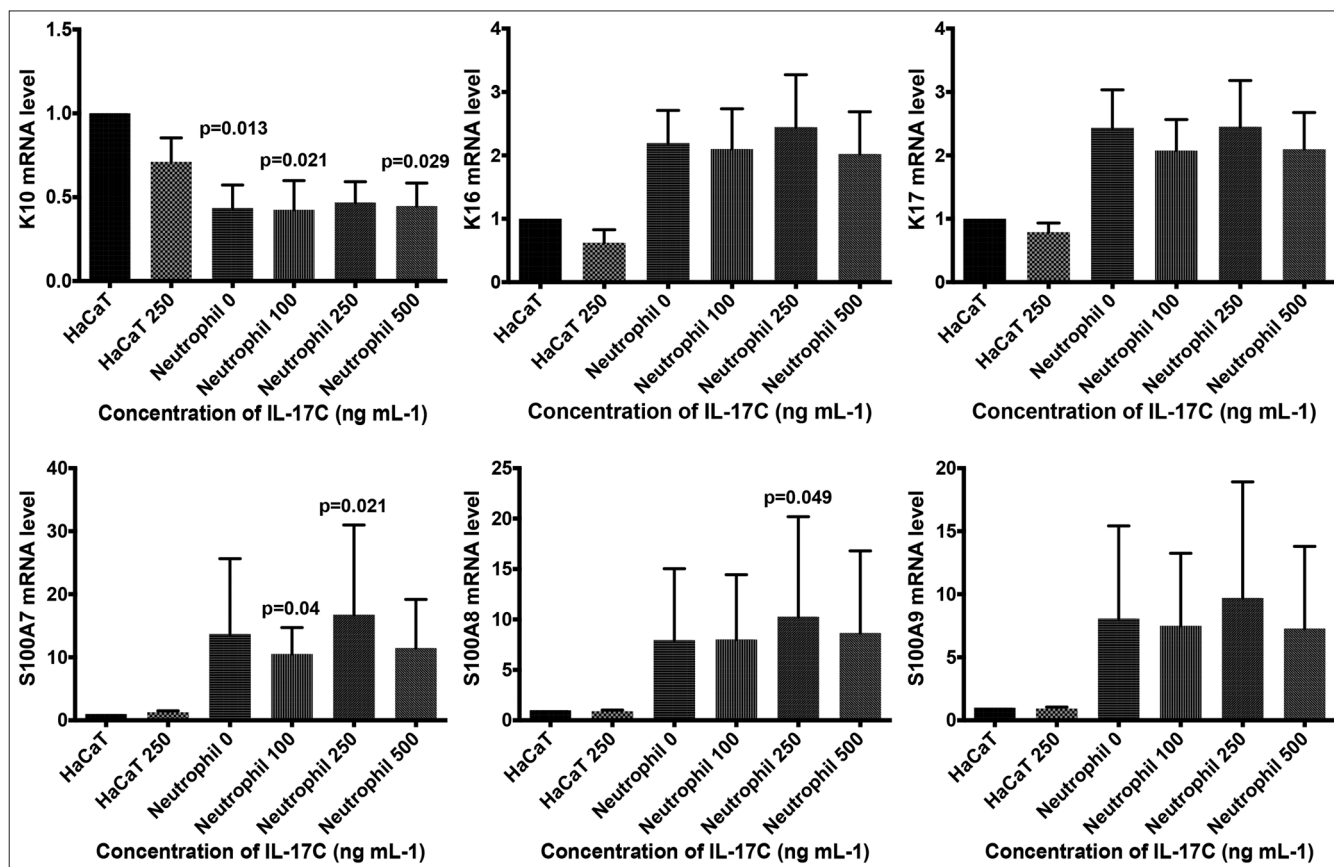 K10 mRNA level
1.5
1.0
0.5
0.0
p=0.013
p=0.021
p=0.029
HaCaT
HaCaT 250
Neutrophil 0
Neutrophil 100
Neutrophil 250
Neutrophil 500
Concentration of IL-17C (ng mL-1)
K16 mRNA level
4
3
2
1
0
HaCaT
HaCaT 250
Neutrophil 0
Neutrophil 100
Neutrophil 250
Neutrophil 500
Concentration of IL-17C (ng mL-1)
K17 mRNA level
4
3
2
1
0
HaCaT
HaCaT 250
Neutrophil 0
Neutrophil 100
Neutrophil 250
Neutrophil 500
Concentration of IL-17C (ng mL-1)
S100A7 mRNA level
40
30
20
10
0
p=0.04
p=0.021
HaCaT
HaCaT 250
Neutrophil 0
Neutrophil 100
Neutrophil 250
Neutrophil 500
Concentration of IL-17C (ng mL-1)
S100A8 mRNA level
25
20
15
10
5
0
p=0.049
HaCaT
HaCaT 250
Neutrophil 0
Neutrophil 100
Neutrophil 250
Neutrophil 500
Concentration of IL-17C (ng mL-1)
S100A9 mRNA level
20
15
10
5
0
HaCaT
HaCaT 250
Neutrophil 0
Neutrophil 100
Neutrophil 250
Neutrophil 500
Concentration of IL-17C (ng mL-1)